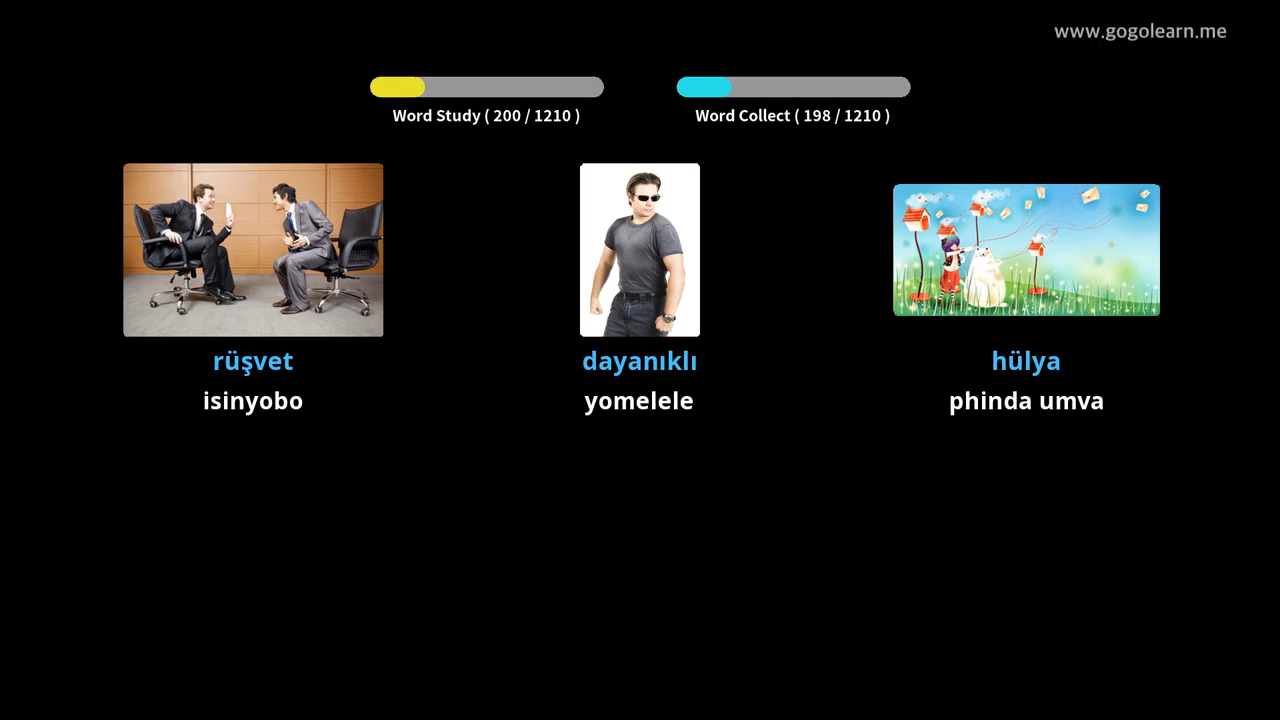 www.gogolearn.me
Word Study ( 200 / 1210 )
Word Collect ( 198 / 1210 )
rüşvet
isinyobo
dayanıklı
yomelele
hülya
phinda umva